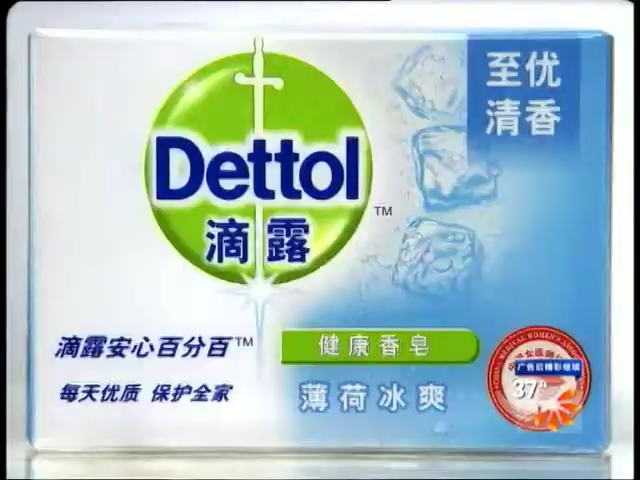 至优
清香
Dettol
TM
滴露
滴露安心百分百™
每天优质 保护全家
健康香皂
薄荷冰爽
广告后精彩继续
37"